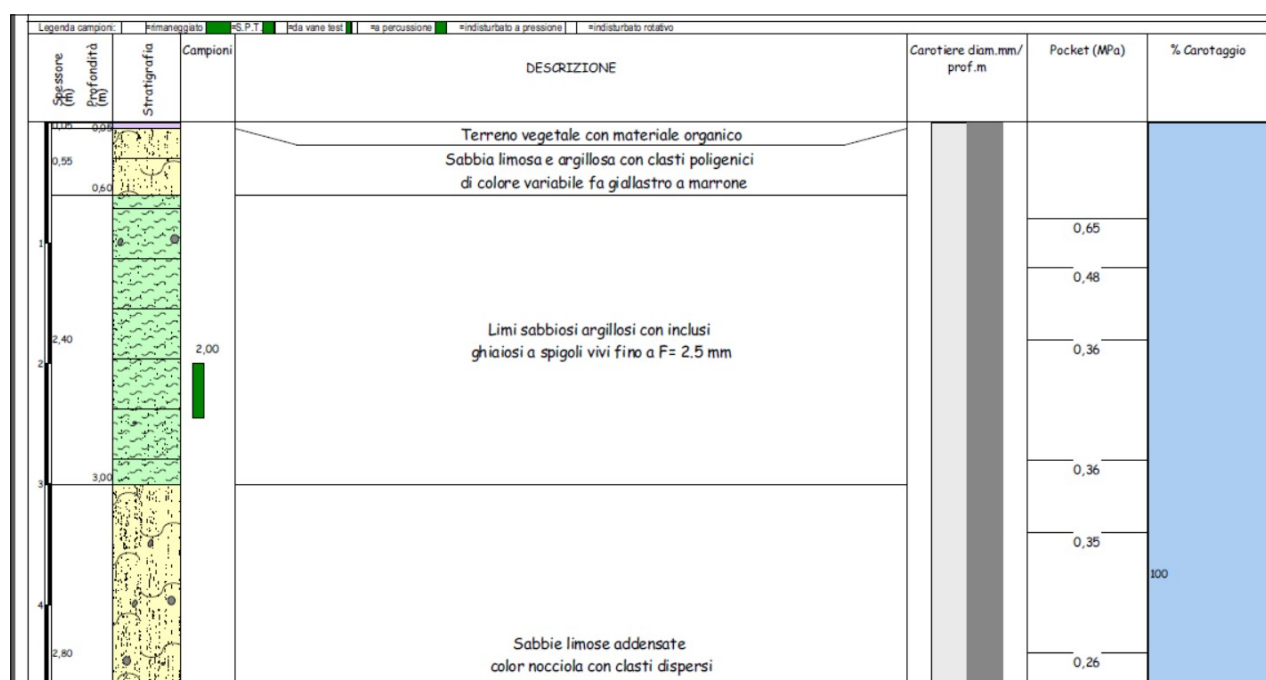 Legenda campioni: =rimaneggiato =S.P.T. =da vane test =a percussione =indisturbato a pressione =indisturbato rotativo
Spessore (m)
Profondità (m)
Stratigrafia
Campioni
DESCRIZIONE
Carotiere diam.mm/
prof.m
Pocket (MPa)
% Carotaggio
0,05 0,05
Terreno vegetale con materiale organico
0,55
Sabbia limosa e argillosa con clasti poligenici
0,60
di colore variabile fa giallastro a marrone
0,65
1
0,48
2,40
Limi sabbiosi argillosi con inclusi
ghiaiosi a spigoli vivi fino a F= 2.5 mm
2,00
0,36
2
0,36
3,00
3
0,35
100
4
Sabbie limose addensate
2,80
color nocciola con clasti dispersi
0,26